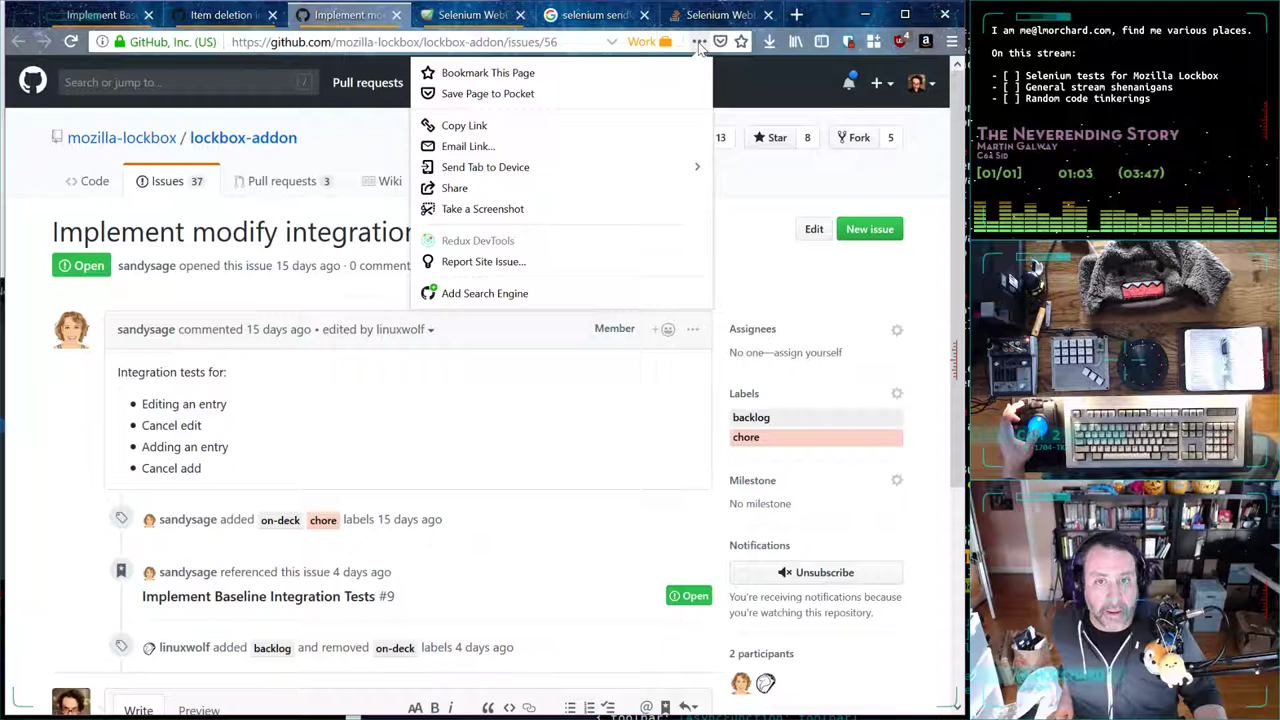 Implement Bas
Item deletion i
Implement mo
Selenium Web
selenium send
Selenium Web
GitHub, Inc. (US)
https://github.com/mozilla-lockbox/lockbox-addon/issues/56
Work
Search or jump to...
/
Pull requests
Bookmark This Page
Save Page to Pocket
Copy Link
Email Link...
Send Tab to Device
Share
Take a Screenshot
Redux DevTools
Report Site Issue...
Add Search Engine
mozilla-lockbox / lockbox-addon
13
Star 8
Fork 5
Code
Issues 37
Pull requests 3
Wiki
Implement modify Integration
Edit
New issue
Open
sandysage opened this issue 15 days ago · 0 comment
sandysage commented 15 days ago • edited by linuxwolf
Member
Integration tests for:
• Editing an entry
• Cancel edit
• Adding an entry
• Cancel add
sandysage added on-deck chore labels 15 days ago
sandysage referenced this issue 4 days ago
Implement Baseline Integration Tests #9
Open
linuxwolf added backlog and removed on-deck labels 4 days ago
Write
Preview
AA B i
Assignees
No one—assign yourself
Labels
backlog
chore
Milestone
No milestone
Notifications
Unsubscribe
You're receiving notifications because
you're watching this repository.
2 participants
I am me@lmorchard.com, find me various places.
On this stream:
- [ ] Selenium tests for Mozilla Lockbox
- [ ] General stream shenanigans
- [ ] Random code tinkerings
The Neverending Story
Martin Galway
C64 Sid
[01/01] 01:03 (03:47)